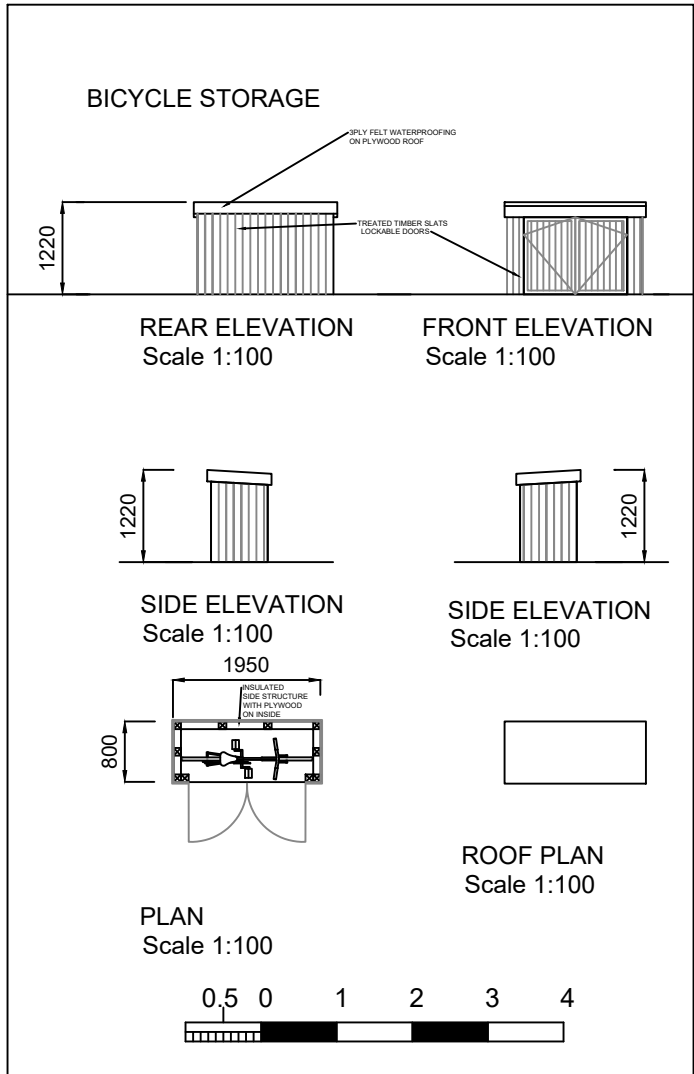 BICYCLE STORAGE
3PLY FELT WATERPROOFING
ON PLYWOOD ROOF
1220
TREATED TIMBER SLATS
LOCKABLE DOORS
REAR ELEVATION
Scale 1:100
FRONT ELEVATION
Scale 1:100
1220
1220
SIDE ELEVATION
Scale 1:100
SIDE ELEVATION
Scale 1:100
1950
INSULATED
SIDE STRUCTURE
WITH PLYWOOD
ON INSIDE
800
ROOF PLAN
Scale 1:100
PLAN
Scale 1:100
0.5 0 1 2 3 4